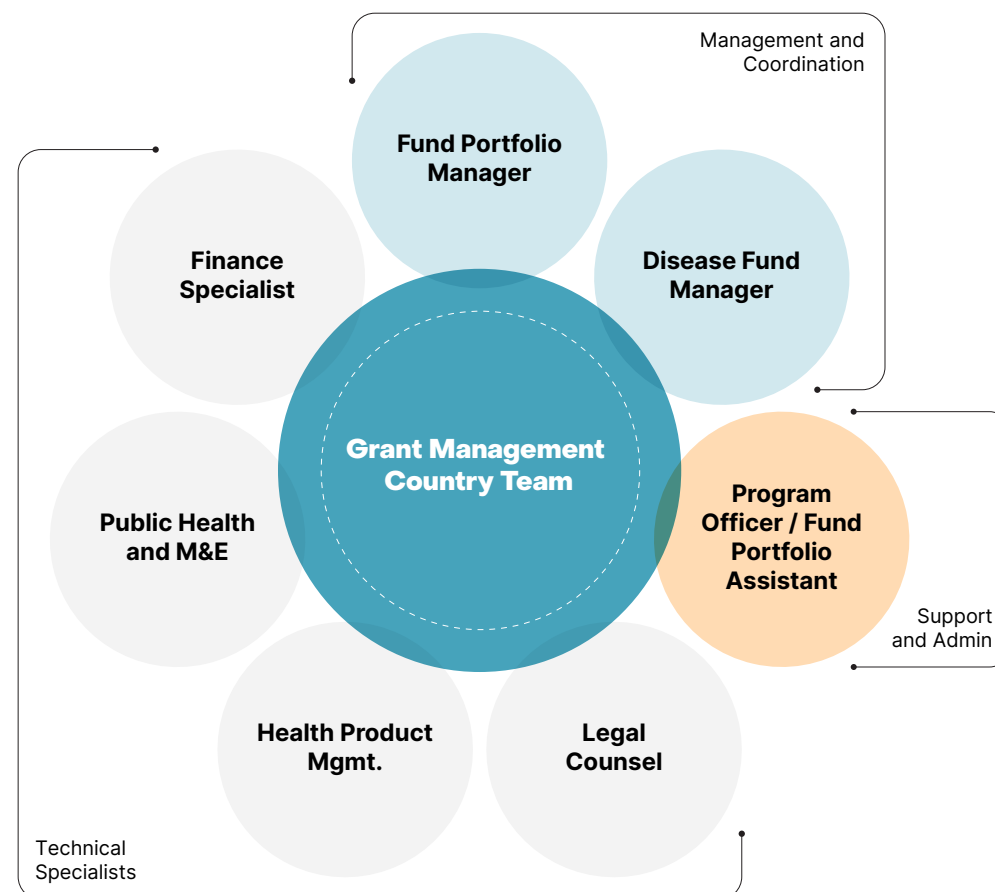 Management and
Coordination
Fund Portfolio
Manager
Disease Fund
Manager
Finance
Specialist
Grant Management
Country Team
Program
Officer / Fund
Portfolio
Assistant
Public Health
and M&E
Support
and Admin
Health Product
Mgmt.
Legal
Counsel
Technical
Specialists